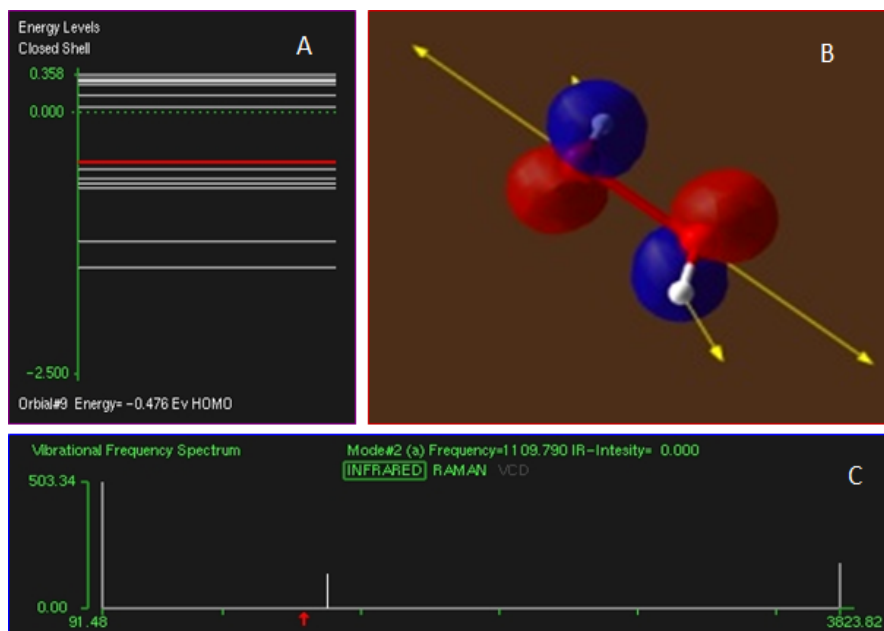 Energy Levels
Closed Shell
A
0.358
0.000
-2.500
Orbial#9 Energy= -0.476 Ev HOMO
B
Vibrational Frequency Spectrum
Mode#2 (a) Frequency=1109.790 IR-Intesity= 0.000
INFRARED RAMAN VCD
C
503.34
0.00
91.48
3823.82